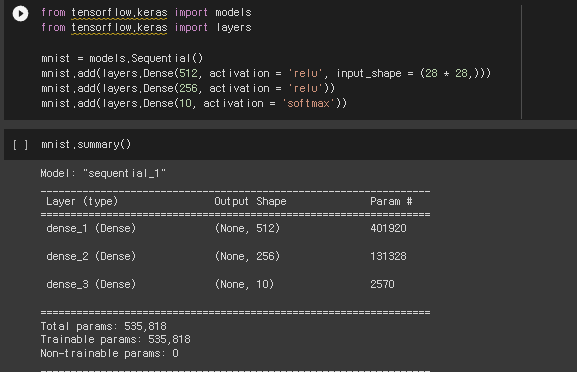 from tensorflow.keras import models
from tensorflow.keras import layers
mnist = models.Sequential()
mnist.add(layers.Dense(512, activation = 'relu', input_shape = (28 * 28,)))
mnist.add(layers.Dense(256, activation = 'relu'))
mnist.add(layers.Dense(10, activation = 'softmax'))
[ ] mnist.summary()
Model: "sequential_1"
_________________________________________________________________
Layer (type) Output Shape Param #
=================================================================
dense_1 (Dense) (None, 512) 401920
dense_2 (Dense) (None, 256) 131328
dense_3 (Dense) (None, 10) 2570
=================================================================
Total params: 535,818
Trainable params: 535,818
Non-trainable params: 0
_________________________________________________________________